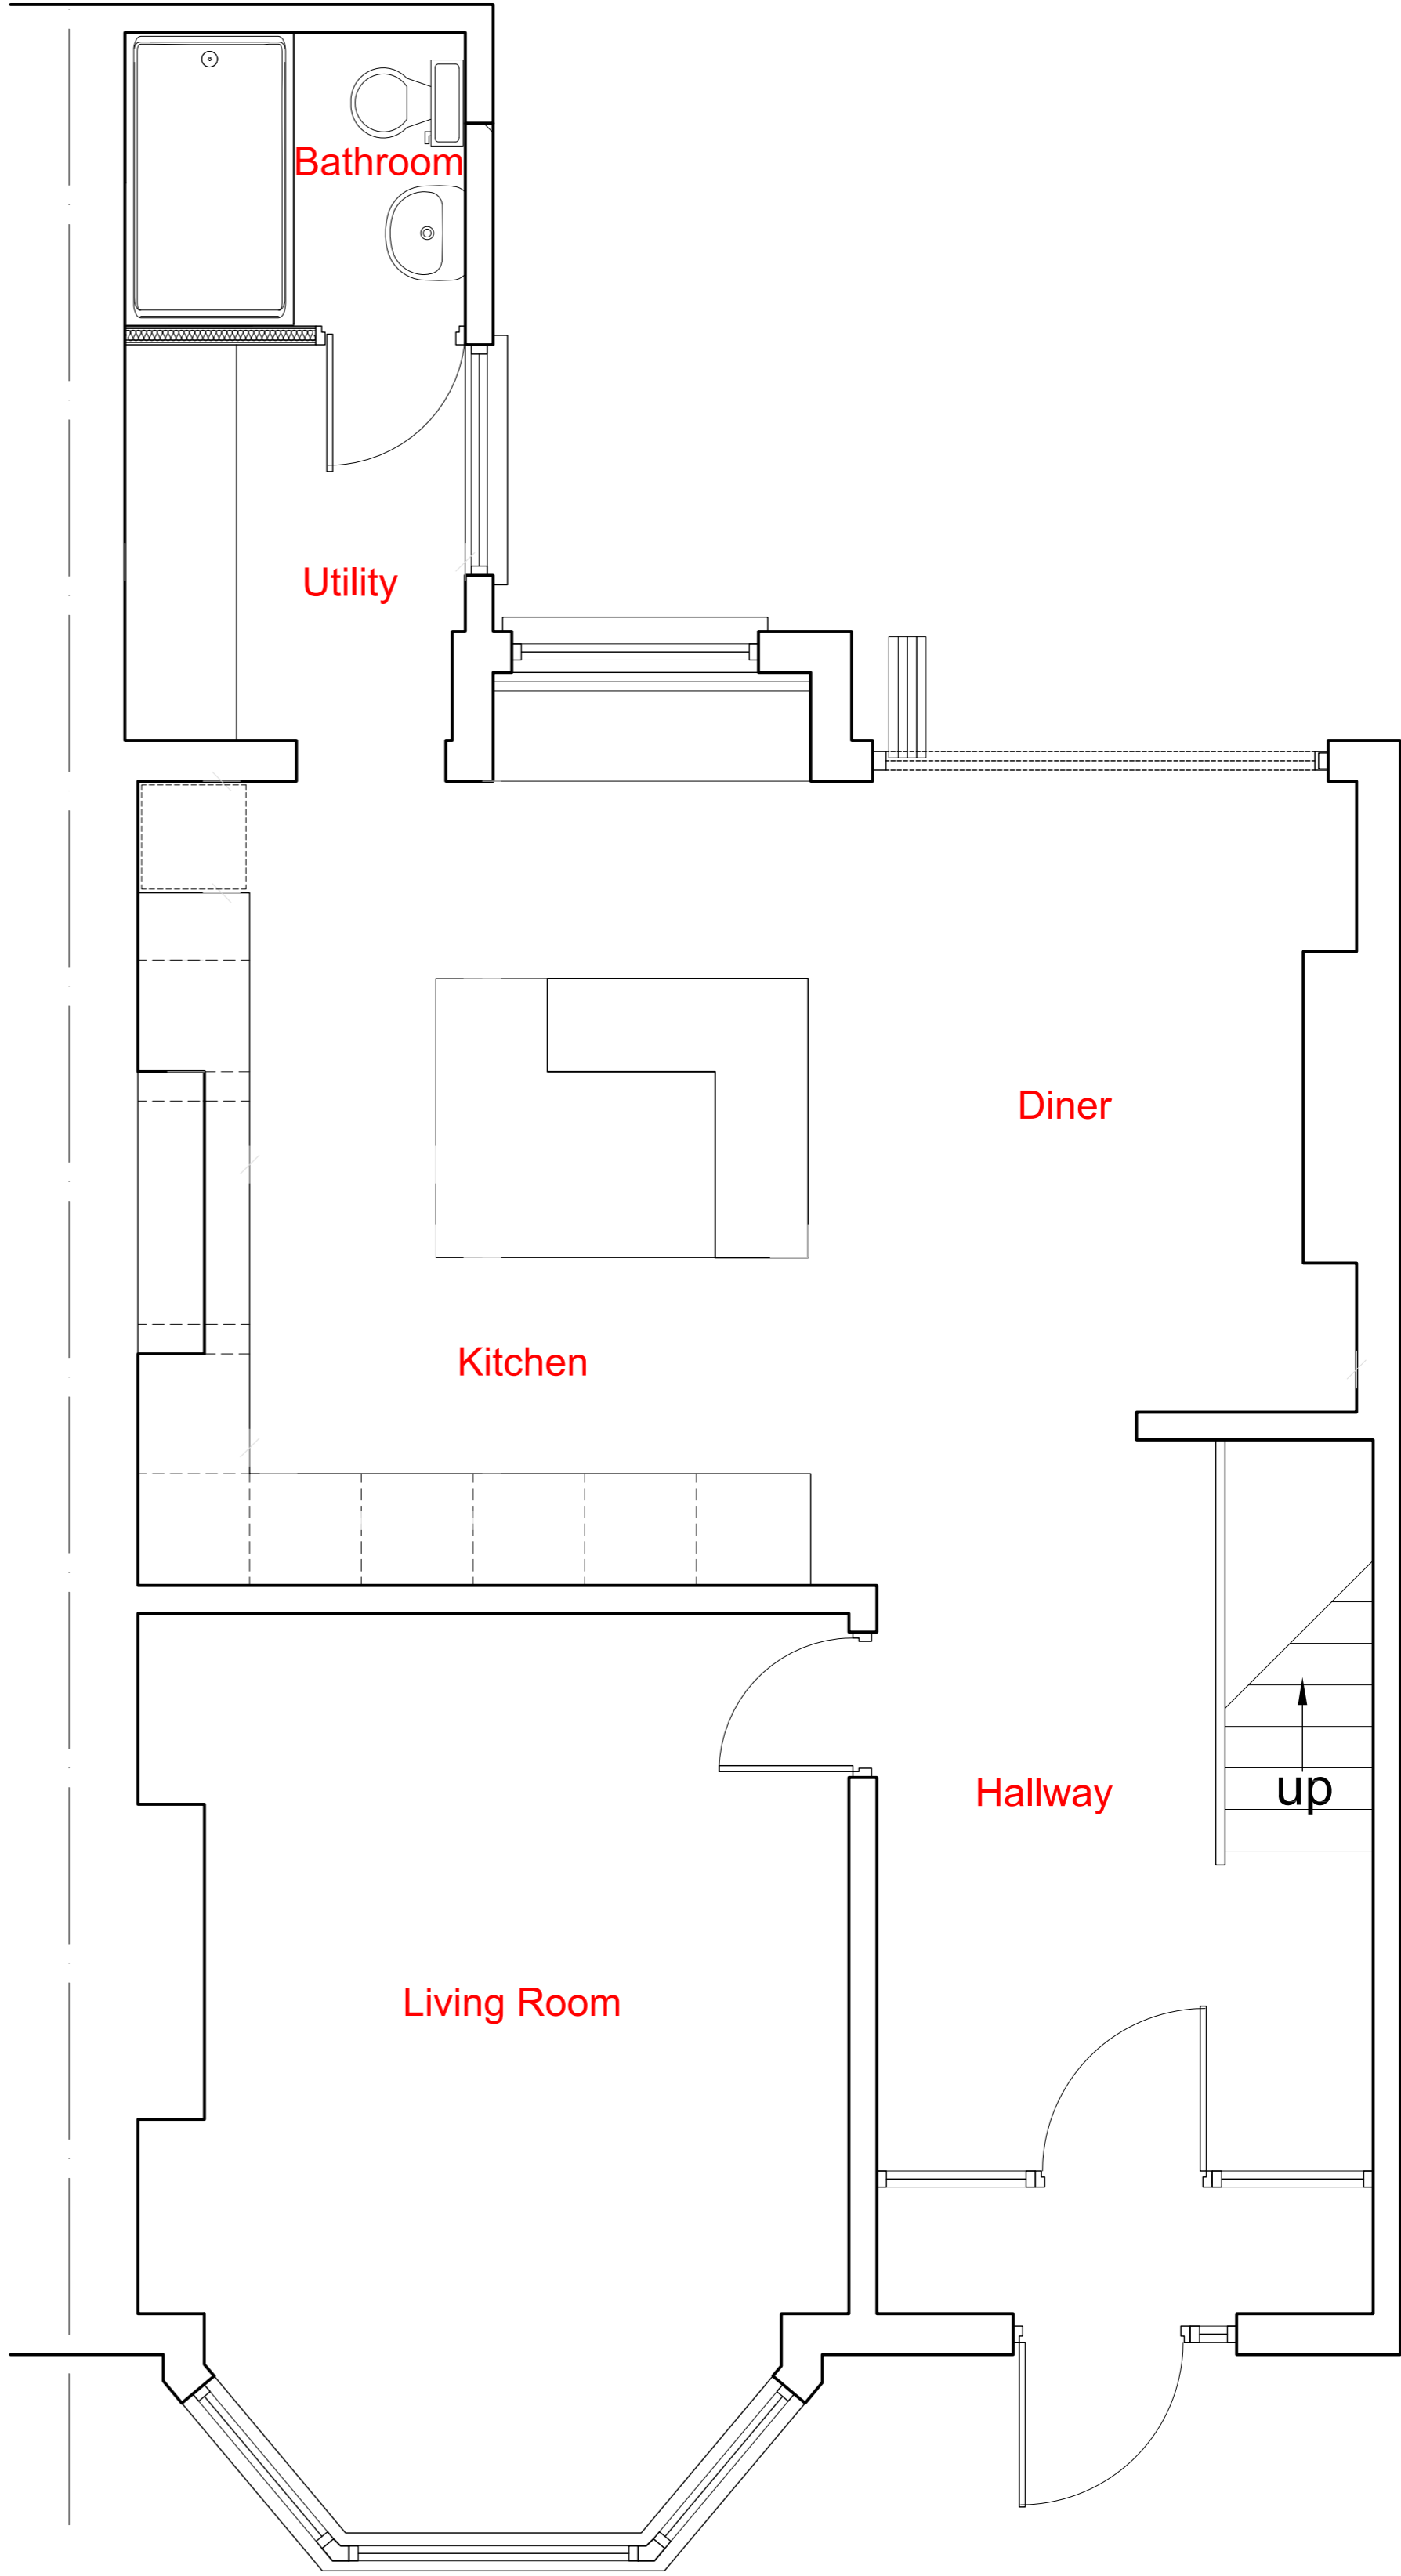 Bathroom
Utility
Diner
Kitchen
Hallway
up
Living Room